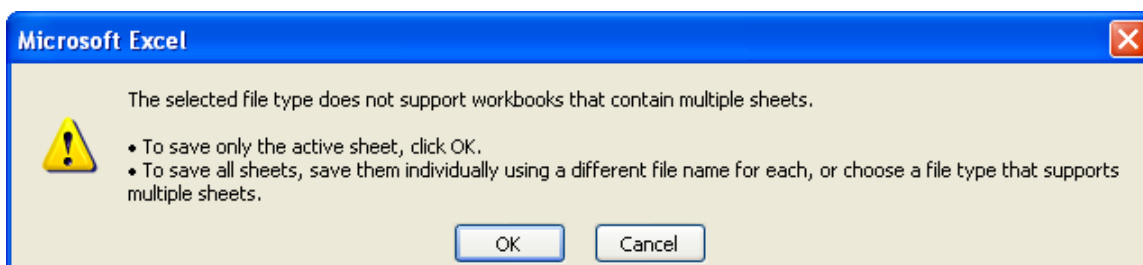 Microsoft Excel
The selected file type does not support workbooks that contain multiple sheets.
• To save only the active sheet, click OK.
• To save all sheets, save them individually using a different file name for each, or choose a file type that supports
multiple sheets.
OK Cancel